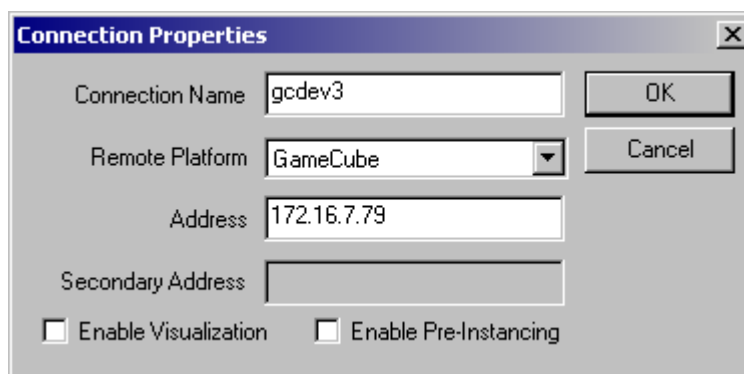 Connection Properties
Connection Name gcdev3 OK
Remote Platform GameCube Cancel
Address 172.16.7.79
Secondary Address
Enable Visualization Enable Pre-Instancing